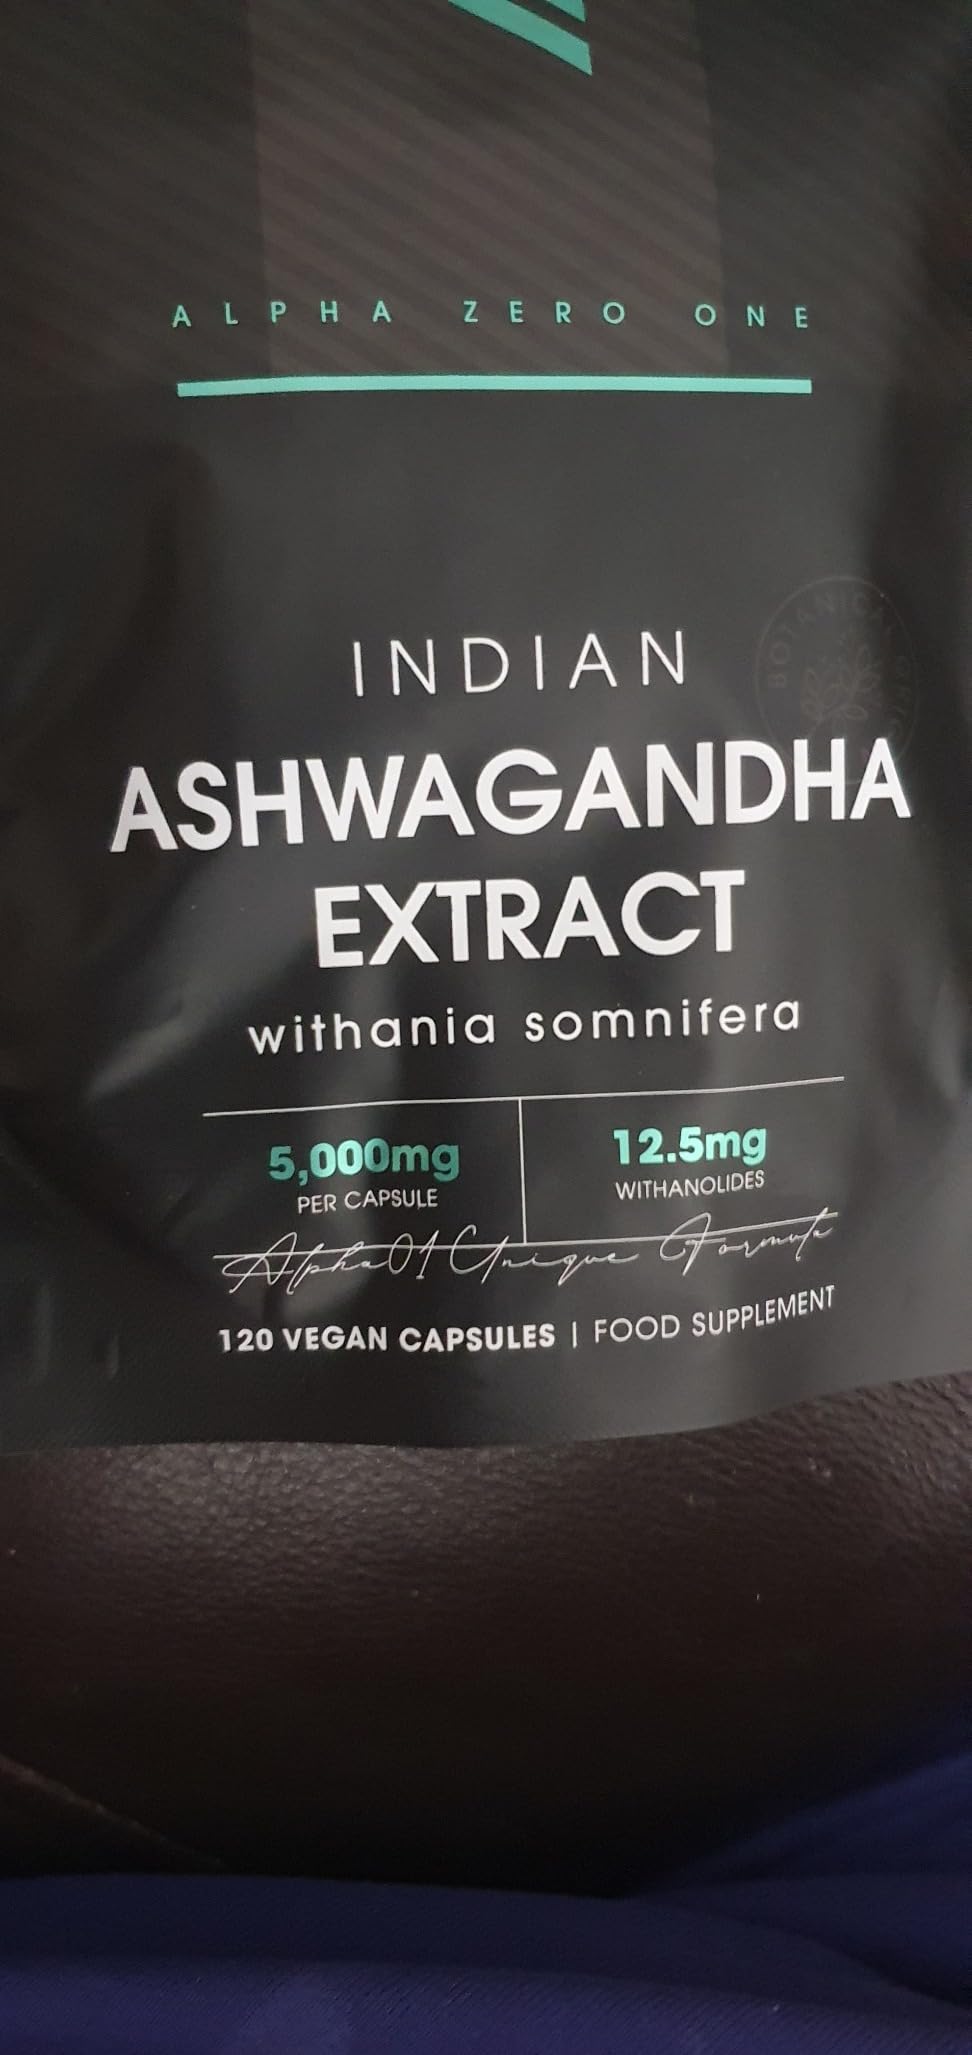 ALPHA ZERO ONE
BOTANICA
INDIAN
ASHWAGANDHA
EXTRACT
withania somnifera
5,000mg
PER CAPSULE
12.5mg
WITHANOLIDES
Alpha01 Unique Formula
120 VEGAN CAPSULES | FOOD SUPPLEMENT